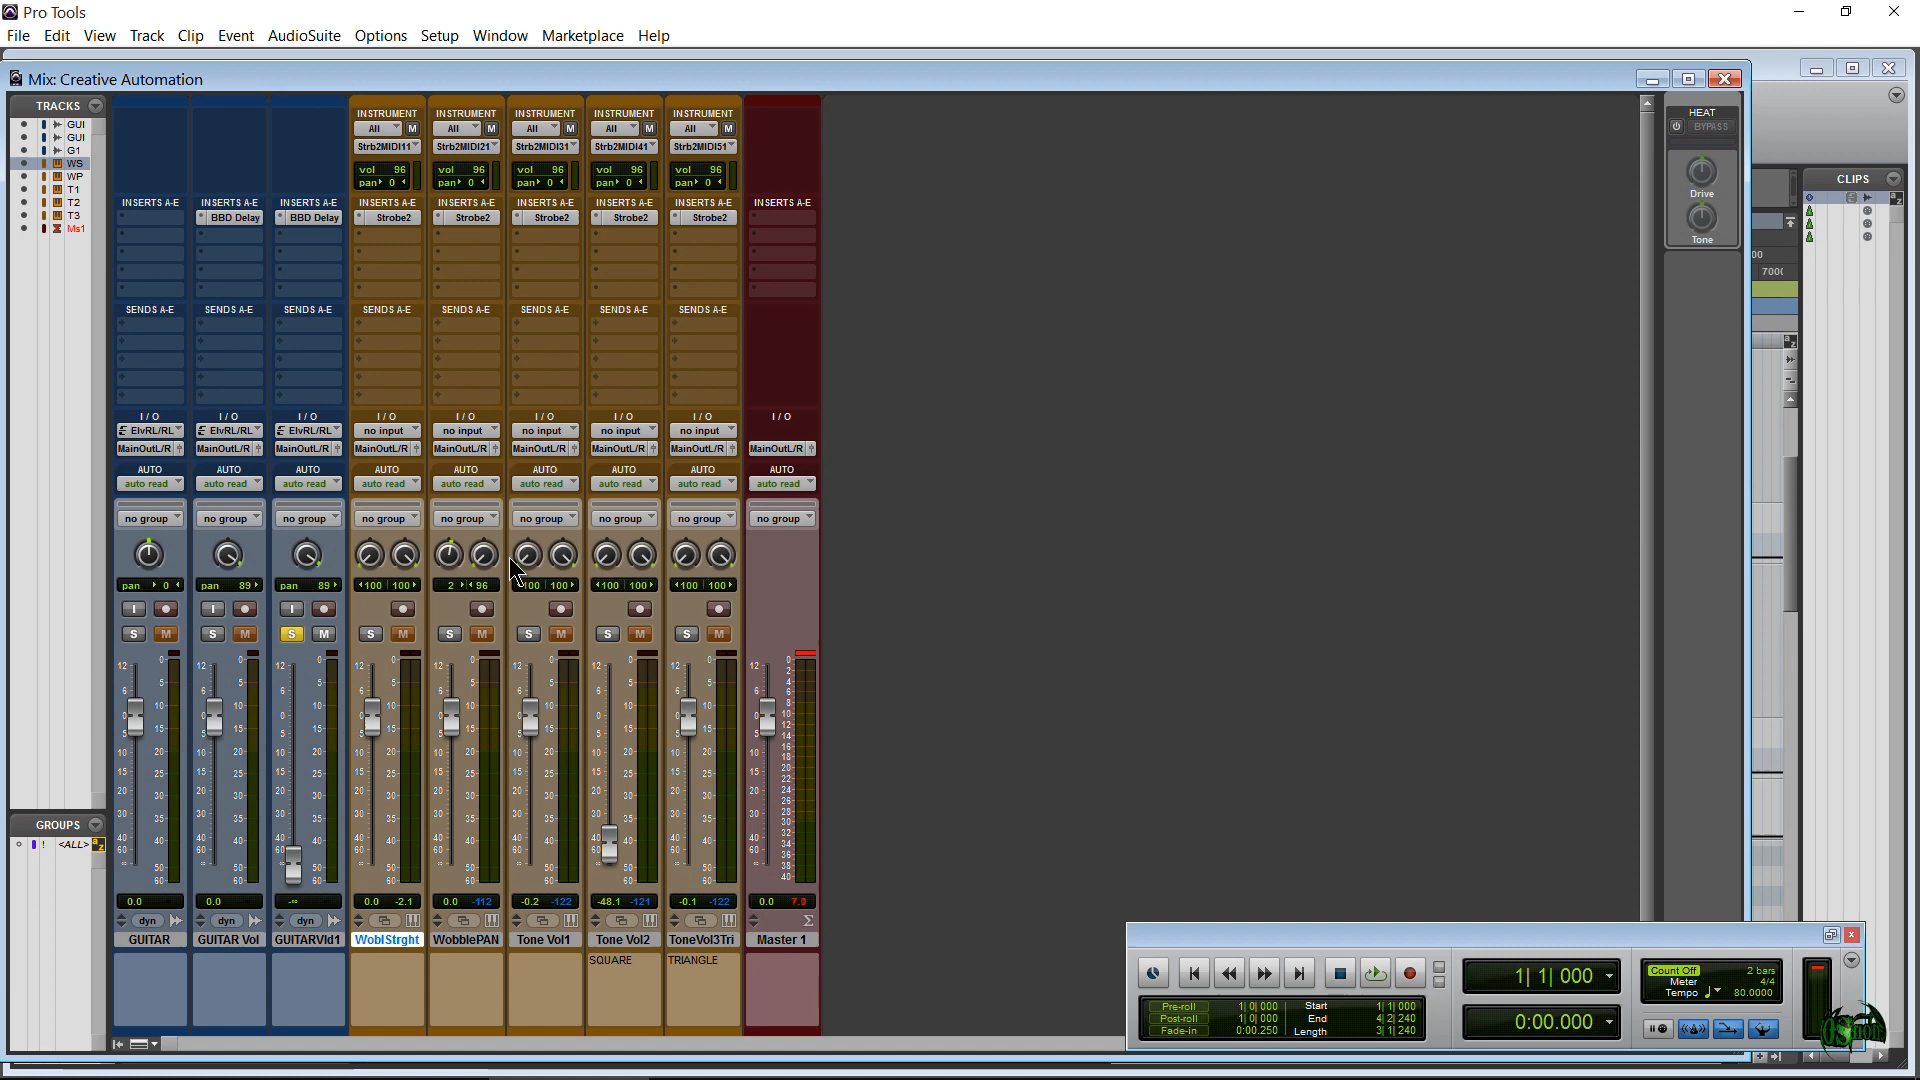 Pro Tools
File Edit View Track Clip Event AudioSuite Options Setup Window Marketplace Help
Mix: Creative Automation
TRACKS
GUI
GUI
G1
WS
WP
T1
T2
T3
Ms1
GROUPS
! <ALL>
INSTRUMENT INSTRUMENT INSTRUMENT INSTRUMENT INSTRUMENT
All M All M All M All M All M
Strb2MIDI11 Strb2MIDI21 Strb2MIDI31 Strb2MIDI41 Strb2MIDI51
vol 96 vol 96 vol 96 vol 96 vol 96
pan 0 pan 0 pan 0 pan 0 pan 0
INSERTS A-E INSERTS A-E INSERTS A-E INSERTS A-E INSERTS A-E INSERTS A-E INSERTS A-E INSERTS A-E INSERTS A-E
BBD Delay BBD Delay Strobe2 Strobe2 Strobe2 Strobe2 Strobe2
SENDS A-E SENDS A-E SENDS A-E SENDS A-E SENDS A-E SENDS A-E SENDS A-E SENDS A-E
I / O I / O I / O I / O I / O I / O I / O I / O I / O
ElvRL/RL ElvRL/RL ElvRL/RL no input no input no input no input no input
MainOutL/R MainOutL/R MainOutL/R MainOutL/R MainOutL/R MainOutL/R MainOutL/R MainOutL/R MainOutL/R
AUTO AUTO AUTO AUTO AUTO AUTO AUTO AUTO AUTO
auto read auto read auto read auto read auto read auto read auto read auto read auto read
no group no group no group no group no group no group no group no group no group
pan 0 pan 89 pan 89 100 100 2 96 100 100 100 100 100
I I I
S M S M S M S M S M S M S M S M
0.0 0.0 -∞ 0.0 -2.1 0.0 -112 -0.2 -122 -48.1 -121 -0.1 -122 0.0 7.0
dyn dyn dyn Σ
GUITAR GUITAR Vol GUITARVld1 WoblStrght WobblePAN Tone Vol1 Tone Vol2 ToneVol3Tri Master 1
SQUARE TRIANGLE
HEAT
BYPASS
Drive
Tone
CLIPS
00
7000
1| 1| 000
0:00.000
Count Off 2 bars
Meter 4/4
Tempo 80.0000
Pre-roll 1| 0| 000 Start 1| 1| 000
Post-roll 1| 0| 000 End 4| 2| 240
Fade-in 0:00.250 Length 3| 1| 240